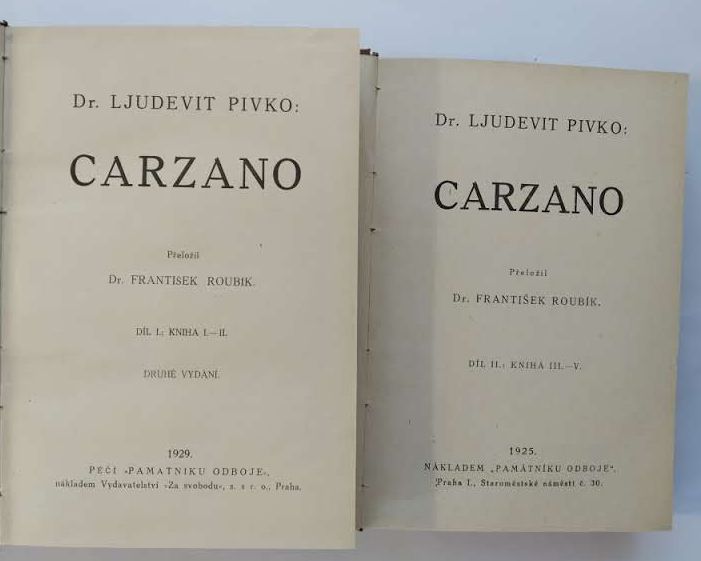 Dr. LJUDEVIT PIVKO:
CARZANO
Přeložil
Dr. FRANTIŠEK ROUBÍK.
DÍL I.: KNIHA I.—II.
DRUHÉ VYDÁNÍ.
1929.
PÉČÍ »PAMÁTNÍKU ODBOJE«,
nákladem Vydavatelství »Za svobodu«, s. s r. o., Praha.
Dr. LJUDEVIT PIVKO:
CARZANO
Přeložil
Dr. FRANTIŠEK ROUBÍK.
DÍL II.: KNIHA III.—V.
1925.
NÁKLADEM „PAMÁTNÍKU ODBOJE“.
Praha I., Staroměstské náměstí č. 30.